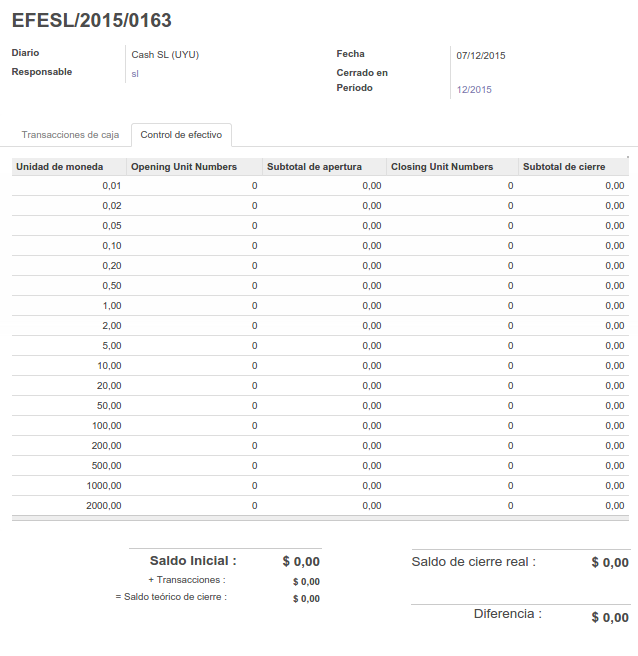 EFESL/2015/0163
Diario Cash SL (UYU) Fecha 07/12/2015
Responsable sl Cerrado en
Período 12/2015
Transacciones de caja Control de efectivo
Unidad de moneda Opening Unit Numbers Subtotal de apertura Closing Unit Numbers Subtotal de cierre
0,01 0 0,00 0 0,00
0,02 0 0,00 0 0,00
0,05 0 0,00 0 0,00
0,10 0 0,00 0 0,00
0,20 0 0,00 0 0,00
0,50 0 0,00 0 0,00
1,00 0 0,00 0 0,00
2,00 0 0,00 0 0,00
5,00 0 0,00 0 0,00
10,00 0 0,00 0 0,00
20,00 0 0,00 0 0,00
50,00 0 0,00 0 0,00
100,00 0 0,00 0 0,00
200,00 0 0,00 0 0,00
500,00 0 0,00 0 0,00
1000,00 0 0,00 0 0,00
2000,00 0 0,00 0 0,00
Saldo Inicial : $ 0,00 Saldo de cierre real : $ 0,00
+ Transacciones : $ 0,00
= Saldo teórico de cierre : $ 0,00
Diferencia : $ 0,00